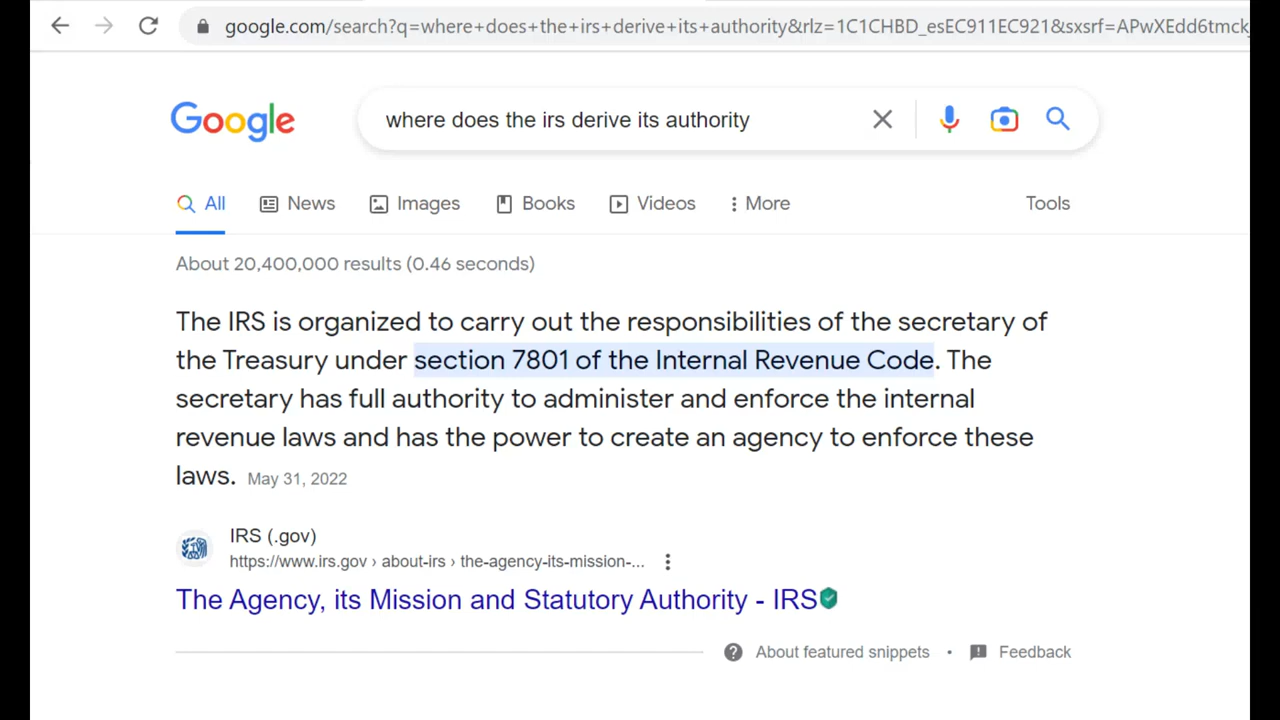 google.com/search?q=where+does+the+irs+derive+its+authority&rlz=1C1CHBD_esEC911EC921&sxsrf=APwXEdd6tmck
Google
where does the irs derive its authority
All News Images Books Videos More Tools
About 20,400,000 results (0.46 seconds)
The IRS is organized to carry out the responsibilities of the secretary of
the Treasury under section 7801 of the Internal Revenue Code. The
secretary has full authority to administer and enforce the internal
revenue laws and has the power to create an agency to enforce these
laws. May 31, 2022
IRS (.gov)
https://www.irs.gov › about-irs › the-agency-its-mission-...
The Agency, its Mission and Statutory Authority - IRS
About featured snippets • Feedback